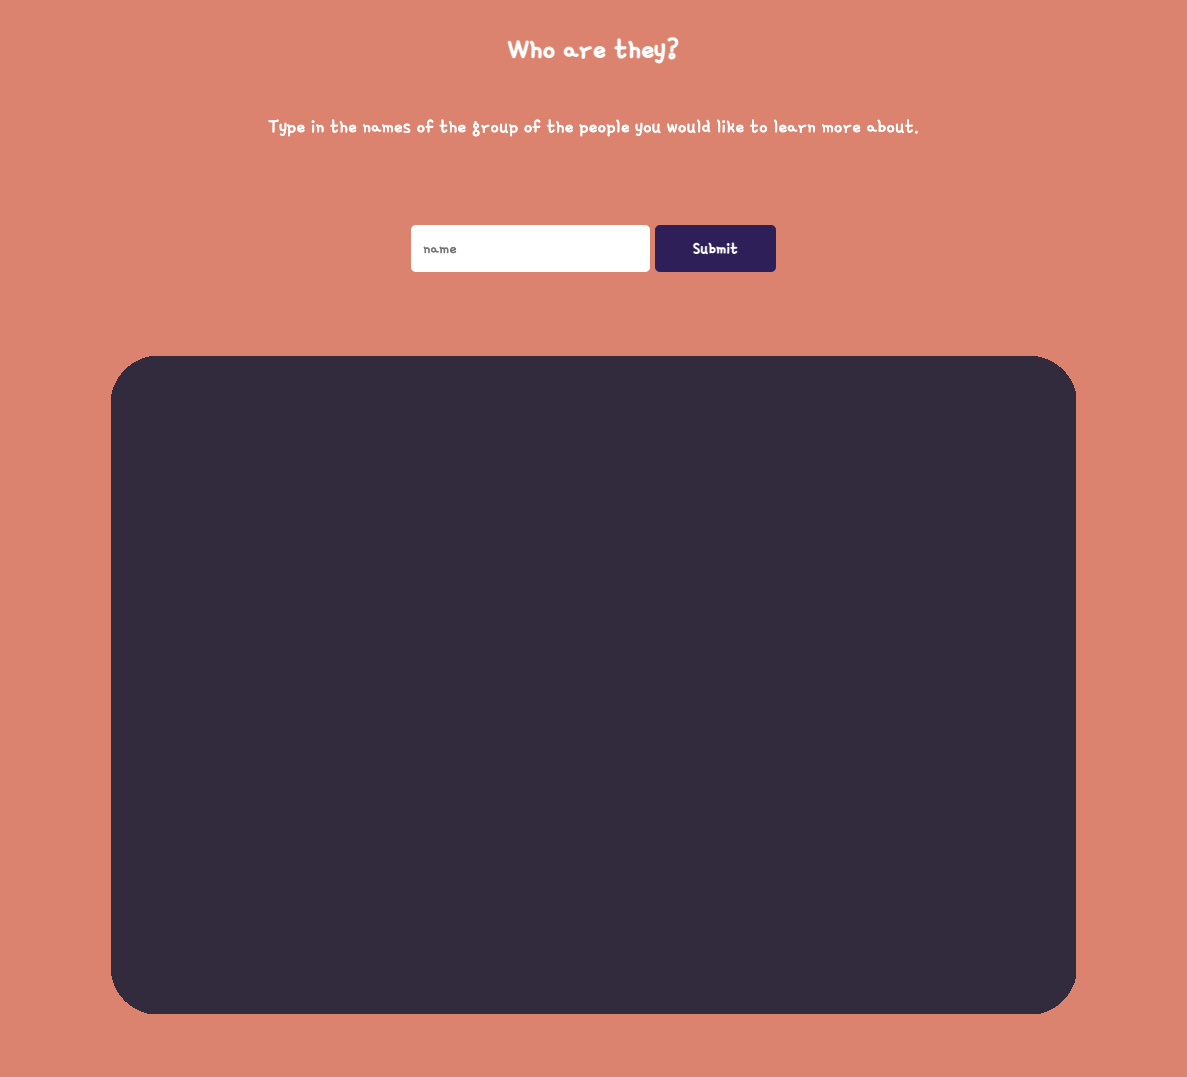 Who are they?
Type in the names of the group of the people you would like to learn more about.
name
Submit